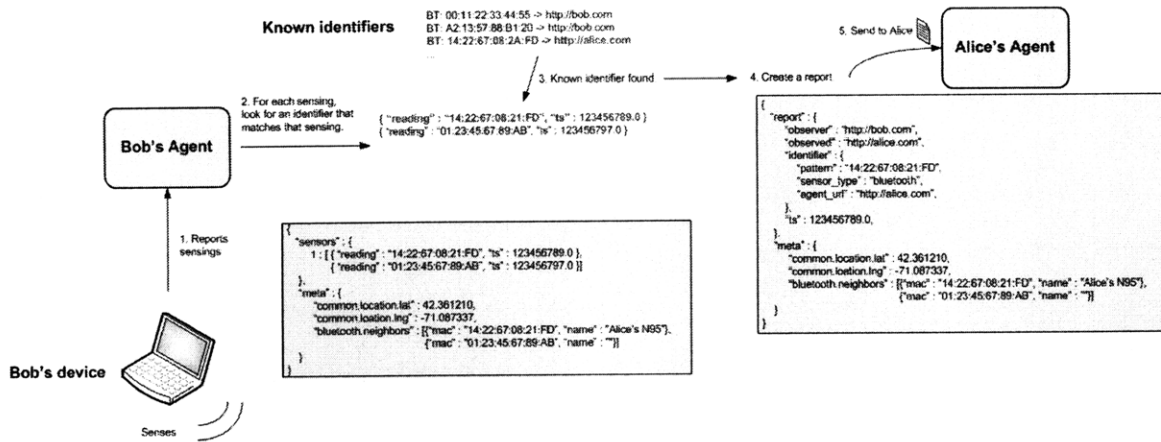 Known identifiers
BT: 00:11:22:33:44:55 -> http://bob.com
BT: A2:13:57:88:B1:20 -> http://bob.com
BT: 14:22:67:08:2A:FD -> http://alice.com
...
5. Send to Alice
Alice's Agent
3. Known identifier found
4. Create a report
2. For each sensing,
look for an identifier that
matches that sensing.
{ "reading" : "14:22:67:08:21:FD", "ts" : 123456789.0 }
{ "reading" : "01:23:45:67:89:AB", "ts" : 123456797.0 }
Bob's Agent
{
"report" : {
"observer" : "http://bob.com",
"observed" : "http://alice.com",
"identifier" : {
"pattern" : "14:22:67:08:21:FD",
"sensor_type" : "bluetooth",
"agent_url" : "http://alice.com",
},
"ts" : 123456789.0,
},
"meta" : {
"common.location.lat" : 42.361210,
"common.loation.lng" : -71.087337,
"bluetooth.neighbors" : [{"mac" : "14:22:67:08:21:FD", "name" : "Alice's N95"},
{"mac" : "01:23:45:67:89:AB", "name" : ""}]
}
}
1. Reports
sensings
{
"sensors" : {
1 : [ { "reading" : "14:22:67:08:21:FD", "ts" : 123456789.0 },
{ "reading" : "01:23:45:67:89:AB", "ts" : 123456797.0 }]
},
"meta" : {
"common.location.lat" : 42.361210,
"common.loation.lng" : -71.087337,
"bluetooth.neighbors" : [{"mac" : "14:22:67:08:21:FD", "name" : "Alice's N95"},
{"mac" : "01:23:45:67:89:AB", "name" : ""}]
}
}
Bob's device
Senses